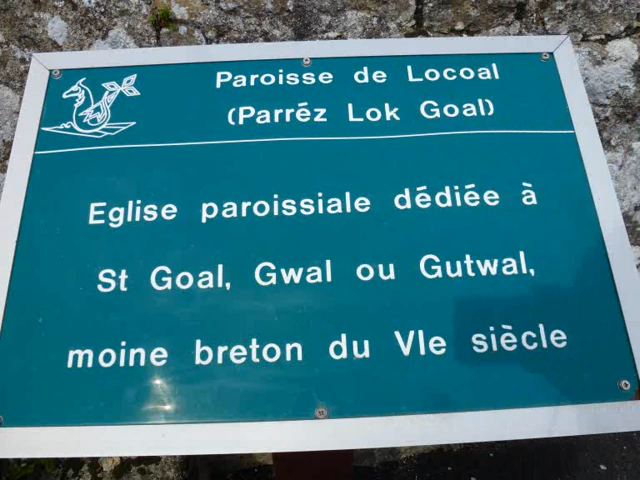 Paroisse de Locoal
(Parréz Lok Goal)
Eglise paroissiale dédiée à
St Goal, Gwal ou Gutwal,
moine breton du VIe siècle